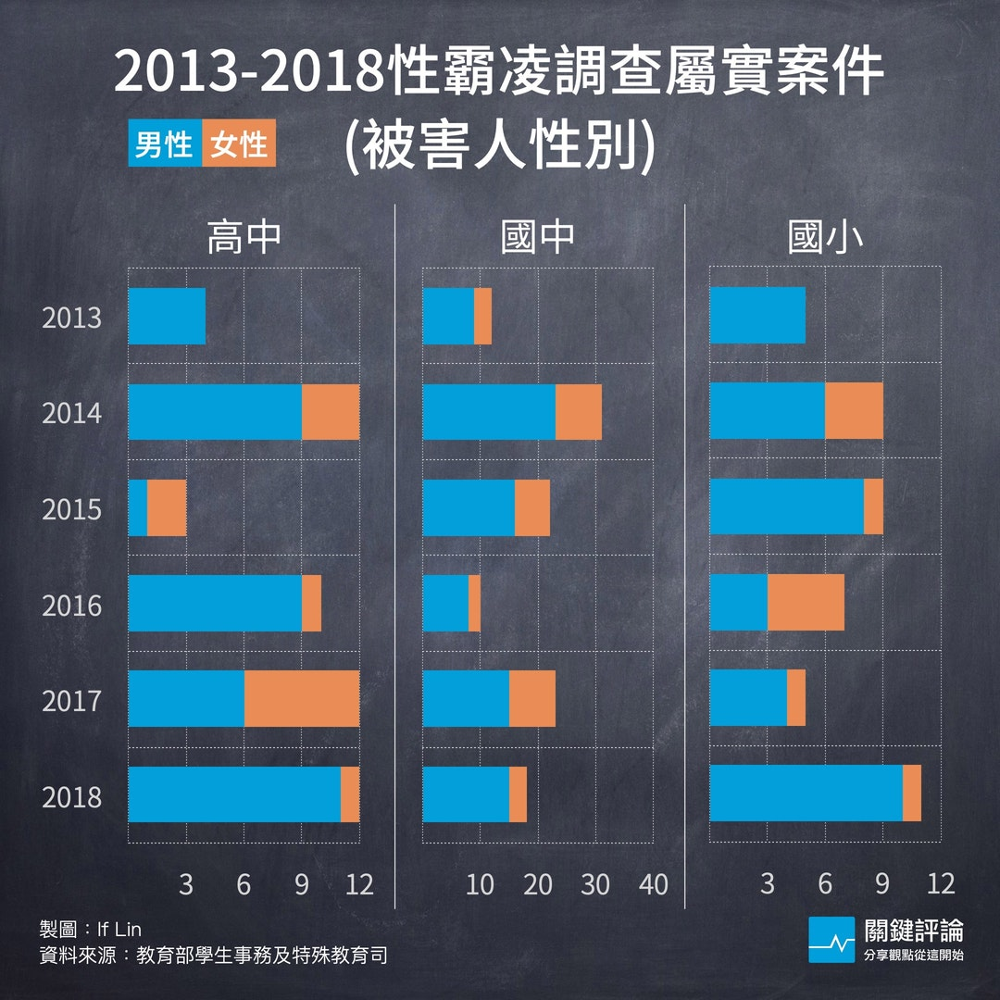 2013-2018性霸凌調查屬實案件
(被害人性別)
男性 女性
高中 國中 國小
2013
2014
2015
2016
2017
2018
3 6 9 12 10 20 30 40 3 6 9 12
製圖：If Lin
資料來源：教育部學生事務及特殊教育司
關鍵評論
分享觀點從這開始